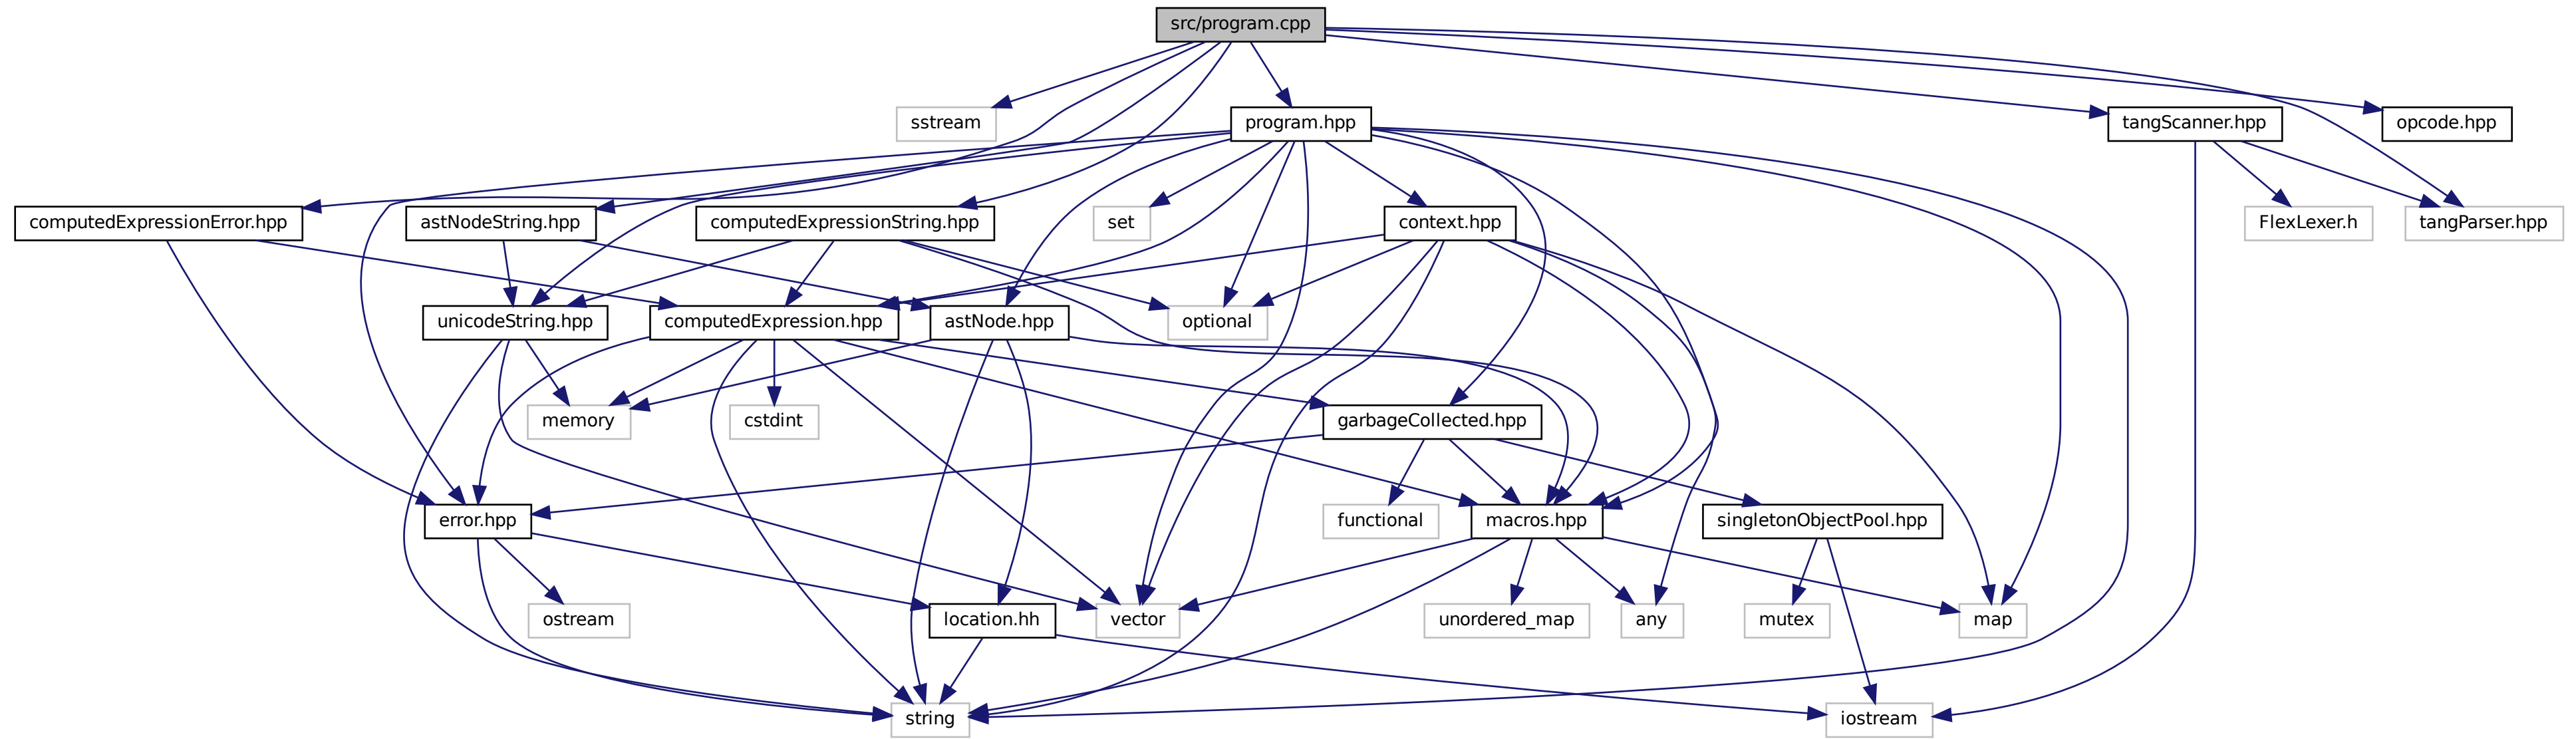 src/program.cpp
sstream
program.hpp
tangScanner.hpp
opcode.hpp
computedExpressionError.hpp
astNodeString.hpp
computedExpressionString.hpp
set
context.hpp
FlexLexer.h
tangParser.hpp
unicodeString.hpp
computedExpression.hpp
astNode.hpp
optional
memory
cstdint
garbageCollected.hpp
error.hpp
functional
macros.hpp
singletonObjectPool.hpp
ostream
location.hh
vector
unordered_map
any
mutex
map
string
iostream